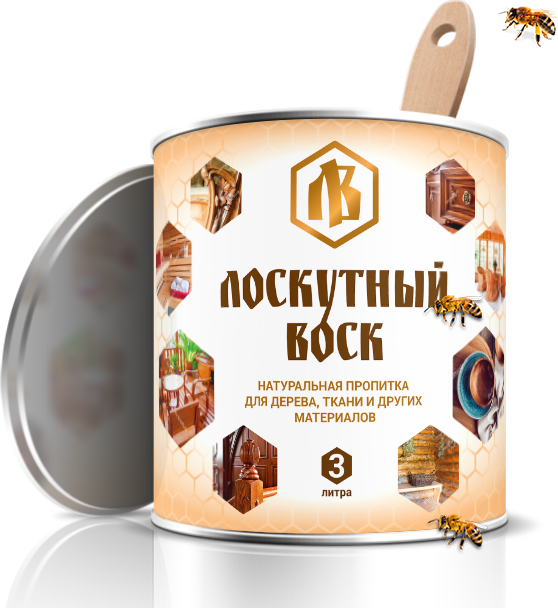 ЛВ
ЛОСКУТНЫЙ
ВОСК
НАТУРАЛЬНАЯ ПРОПИТКА
ДЛЯ ДЕРЕВА, ТКАНИ И ДРУГИХ
МАТЕРИАЛОВ
3
литра